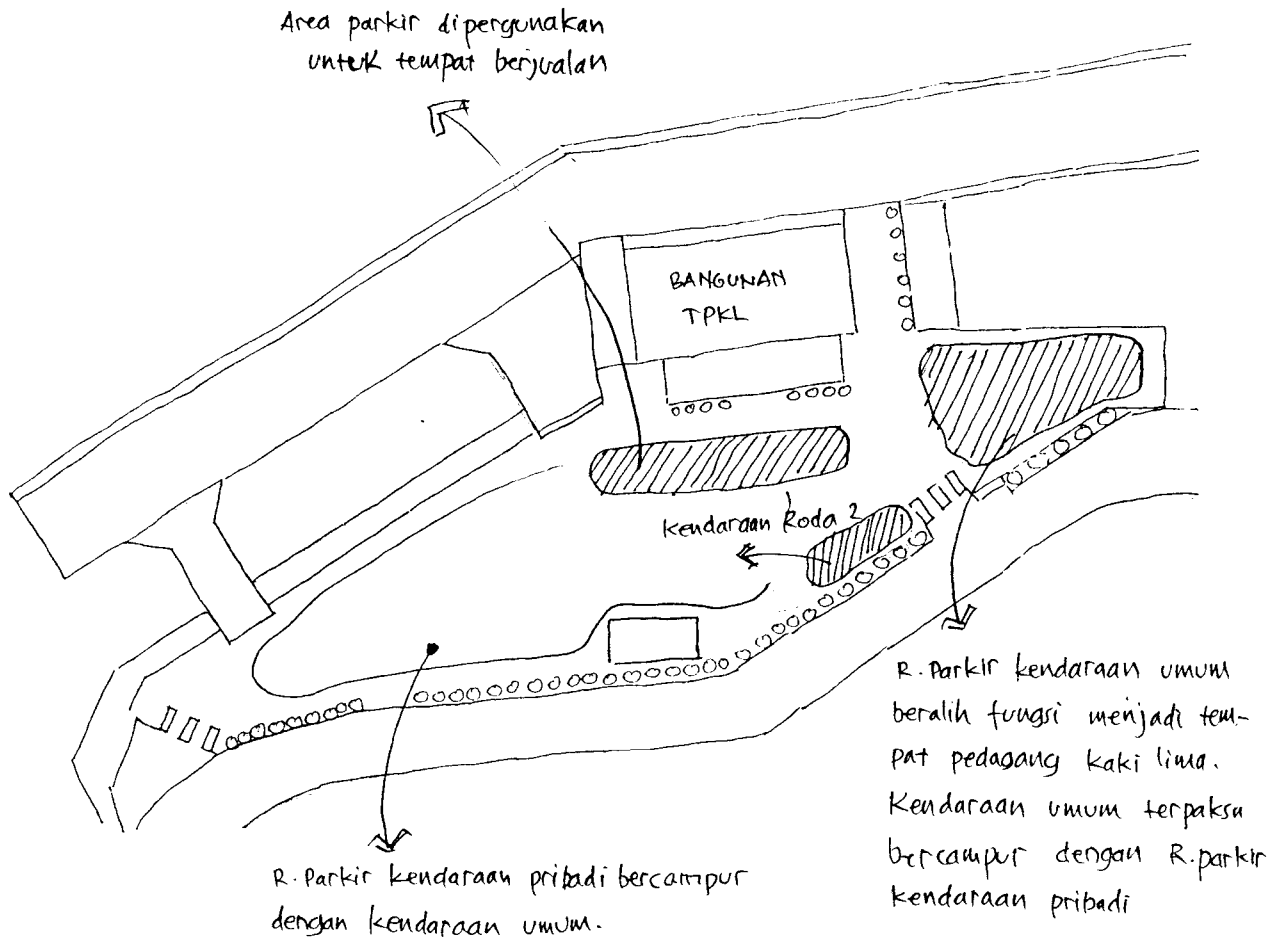 Area parkir dipergunakan
untuk tempat berjualan
BANGUNAN
TPKL
Kendaraan Roda 2
R. Parkir kendaraan umum
beralih fungsi menjadi tem-
pat pedagang kaki lima.
Kendaraan umum terpaksa
bercampur dengan R. parkir
kendaraan pribadi
R. Parkir kendaraan pribadi bercampur
dengan kendaraan umum.